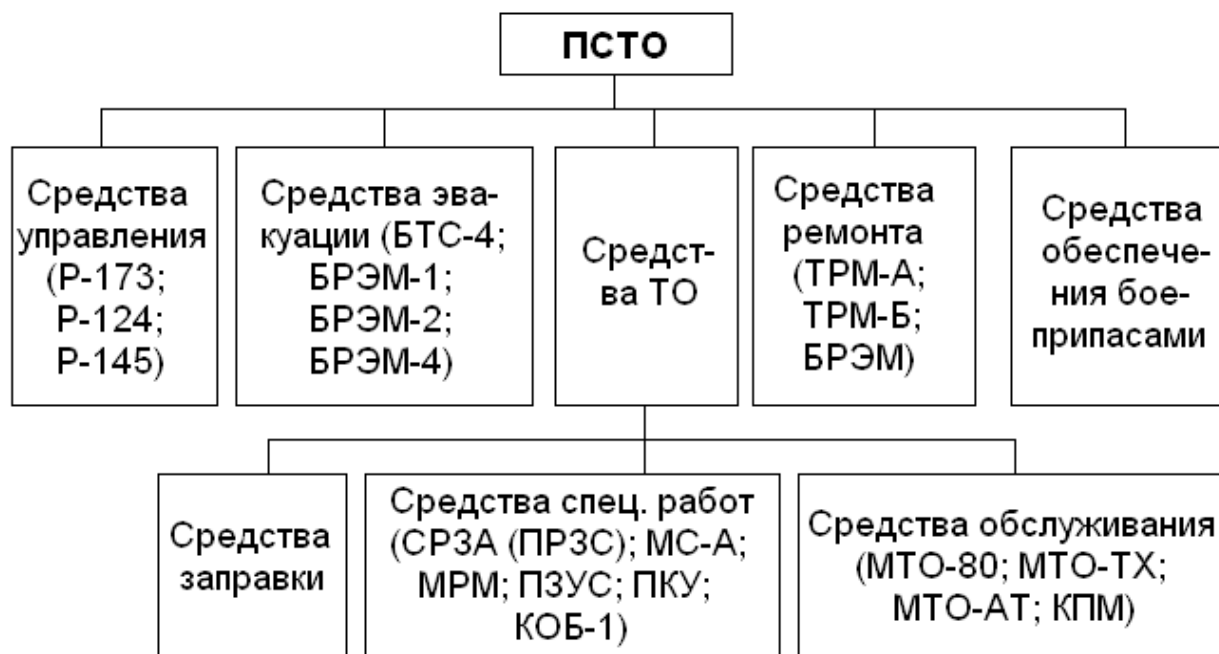 ПСТО
Средства
управления
(Р-173;
Р-124;
Р-145)
Средства эва-
куации (БТС-4;
БРЭМ-1;
БРЭМ-2;
БРЭМ-4)
Средст-
ва ТО
Средства
ремонта
(ТРМ-А;
ТРМ-Б;
БРЭМ)
Средства
обеспече-
ния бое-
припасами
Средства
заправки
Средства спец. работ
(СРЗА (ПРЗС); МС-А;
МРМ; ПЗУС; ПКУ;
КОБ-1)
Средства обслуживания
(МТО-80; МТО-ТХ;
МТО-АТ; КПМ)